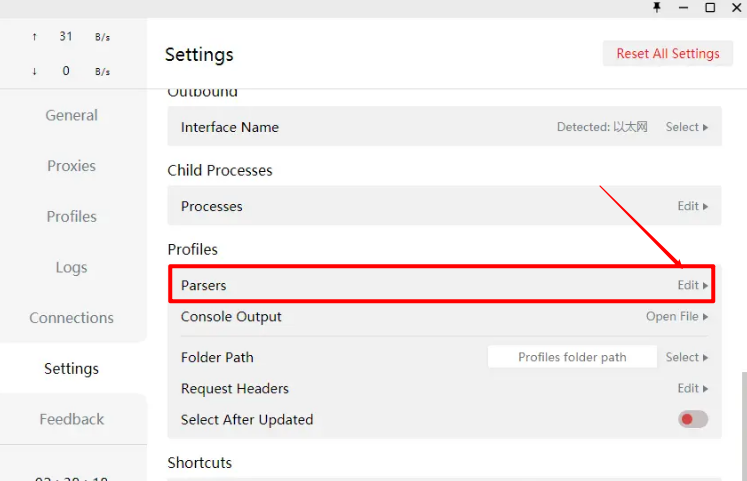 ↑ 31 B/s
↓ 0 B/s
Settings
Reset All Settings
General
Proxies
Profiles
Logs
Connections
Settings
Feedback
Outbound
Interface Name Detected: 以太网 Select
Child Processes
Processes Edit
Profiles
Parsers Edit
Console Output Open File
Folder Path Profiles folder path Select
Request Headers Edit
Select After Updated
Shortcuts